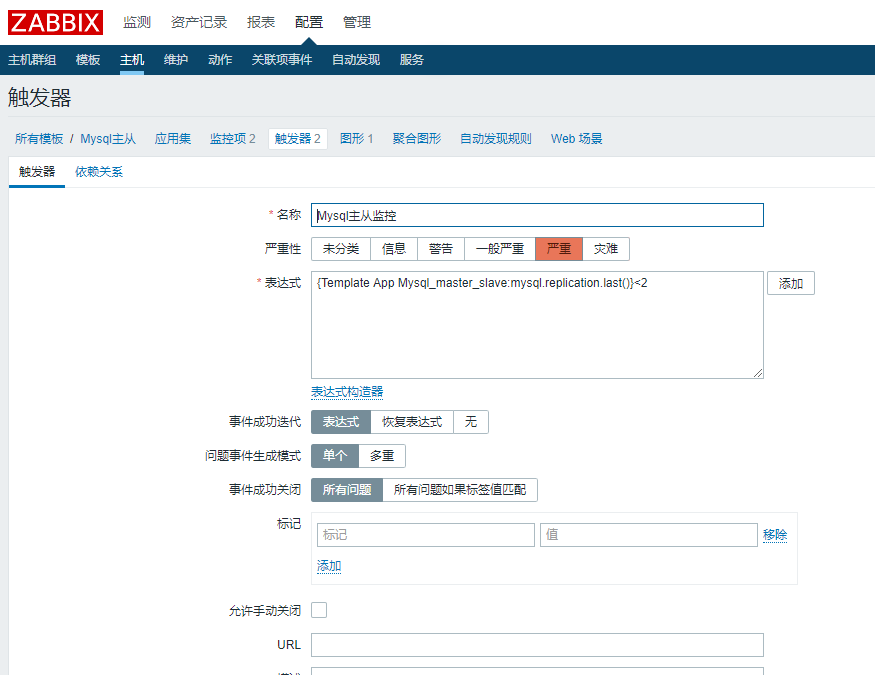 ZABBIX 监测 资产记录 报表 配置 管理
主机群组 模板 主机 维护 动作 关联项事件 自动发现 服务
触发器
所有模板 / Mysql主从 应用集 监控项 2 触发器 2 图形 1 聚合图形 自动发现规则 Web 场景
触发器 依赖关系
* 名称 Mysql主从监控
严重性 未分类 信息 警告 一般严重 严重 灾难
* 表达式 {Template App Mysql_master_slave:mysql.replication.last()}<2 添加
表达式构造器
事件成功迭代 表达式 恢复表达式 无
问题事件生成模式 单个 多重
事件成功关闭 所有问题 所有问题如果标签值匹配
标记 标记 值 移除
添加
允许手动关闭
URL